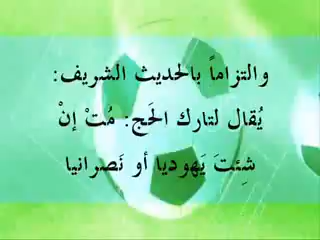 والتزاماً بالحديث الشريف:
يُقال لتارك الحَج: مُتْ إنْ
شِئتَ يَهوديا أو نَصرانيا